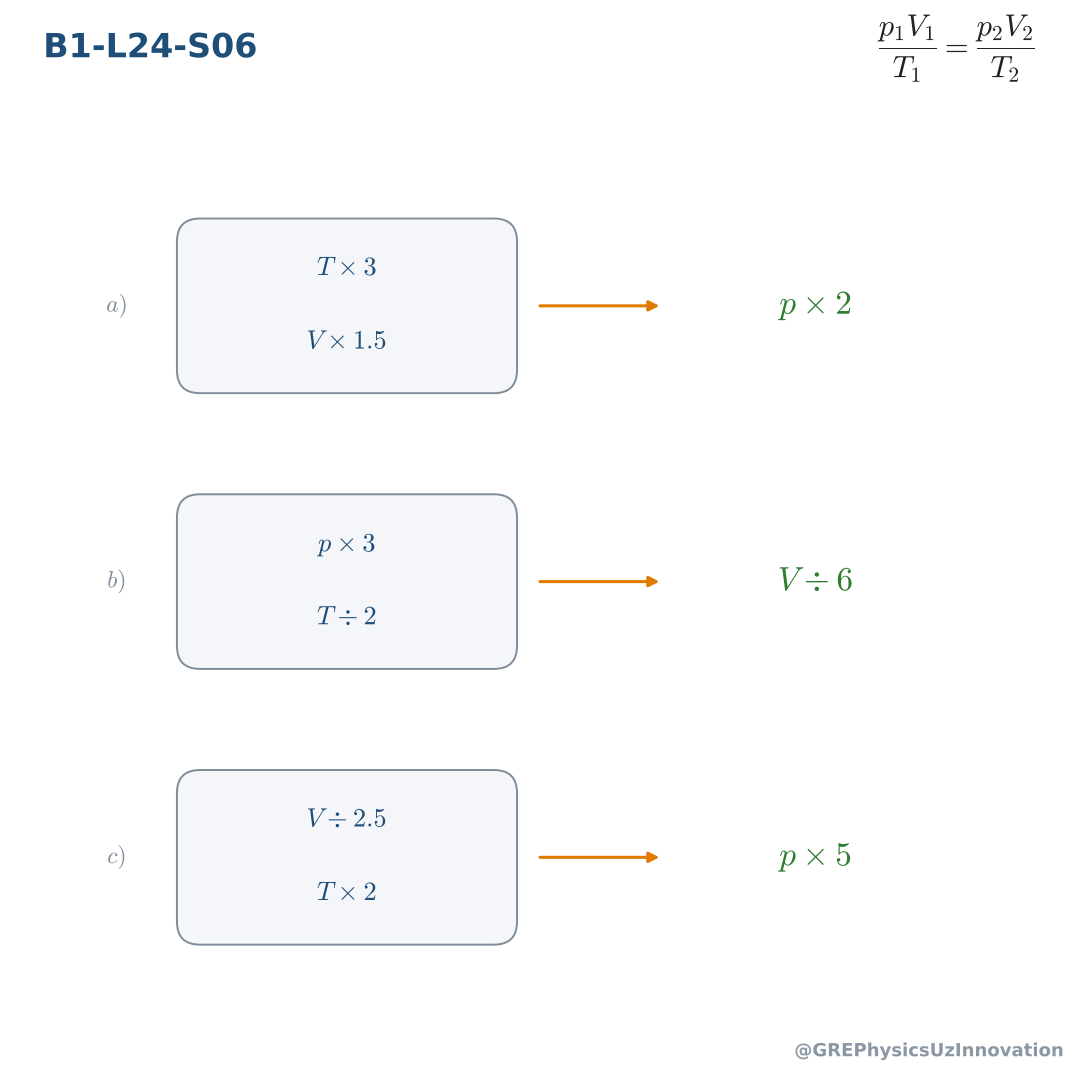 B1-L24-S06
p₁V₁/T₁ = p₂V₂/T₂
a)
T × 3
V × 1.5
p × 2
b)
p × 3
T ÷ 2
V ÷ 6
c)
V ÷ 2.5
T × 2
p × 5
@GREPhysicsUzInnovation